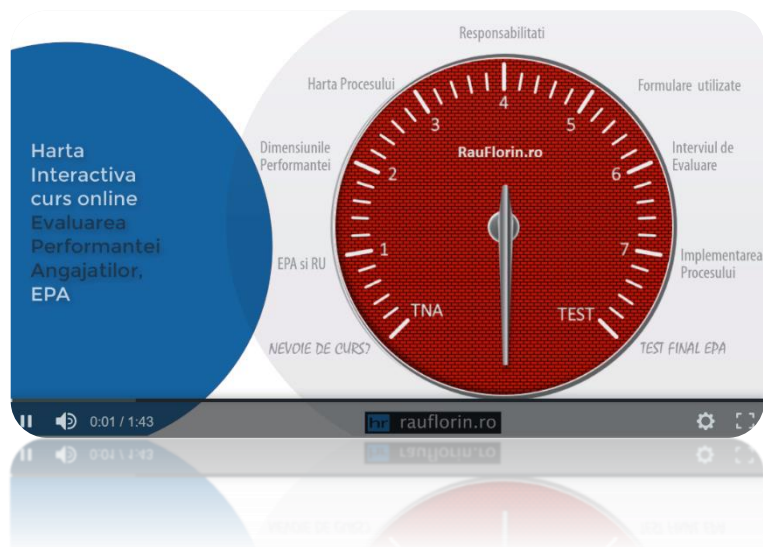 Harta
Interactiva
curs online
Evaluarea
Performantei
Angajatilor,
EPA
Responsabilitati
Harta Procesului
Formulare utilizate
Dimensiunile
Performantei
Interviul de
Evaluare
EPA si RU
Implementarea
Procesului
NEVOIE DE CURS?
TEST FINAL EPA
RauFlorin.ro
TNA
1
2
3
4
5
6
7
TEST
0:01 / 1:43
hr rauflorin.ro